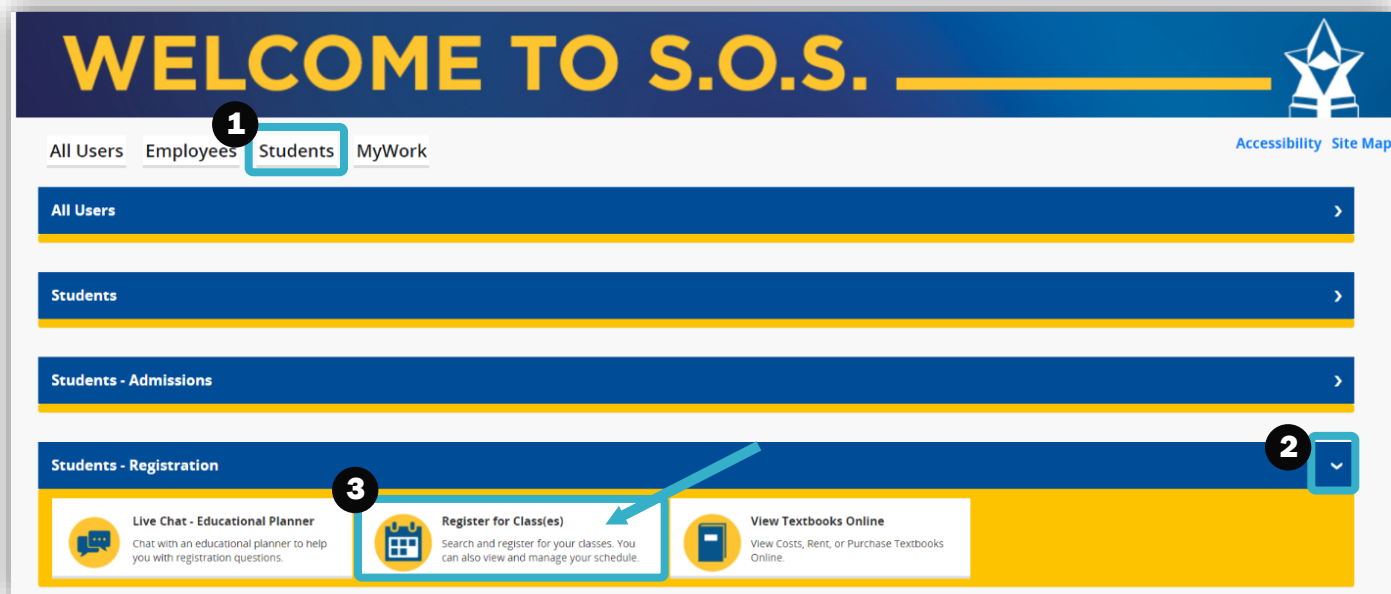 WELCOME TO S.O.S.
1
All Users Employees Students MyWork
Accessibility Site Map
All Users
Students
Students - Admissions
2
Students - Registration
3
Live Chat - Educational Planner
Chat with an educational planner to help
you with registration questions.
Register for Class(es)
Search and register for your classes. You
can also view and manage your schedule.
View Textbooks Online
View Costs, Rent, or Purchase Textbooks
Online.